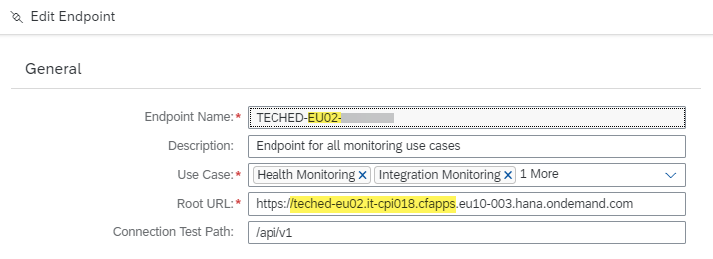 Edit Endpoint
General
Endpoint Name:* TECHED-EU02-
Description: Endpoint for all monitoring use cases
Use Case:* Health Monitoring × Integration Monitoring × 1 More
Root URL:* https://teched-eu02.it-cpi018.cfapps.eu10-003.hana.ondemand.com
Connection Test Path: /api/v1